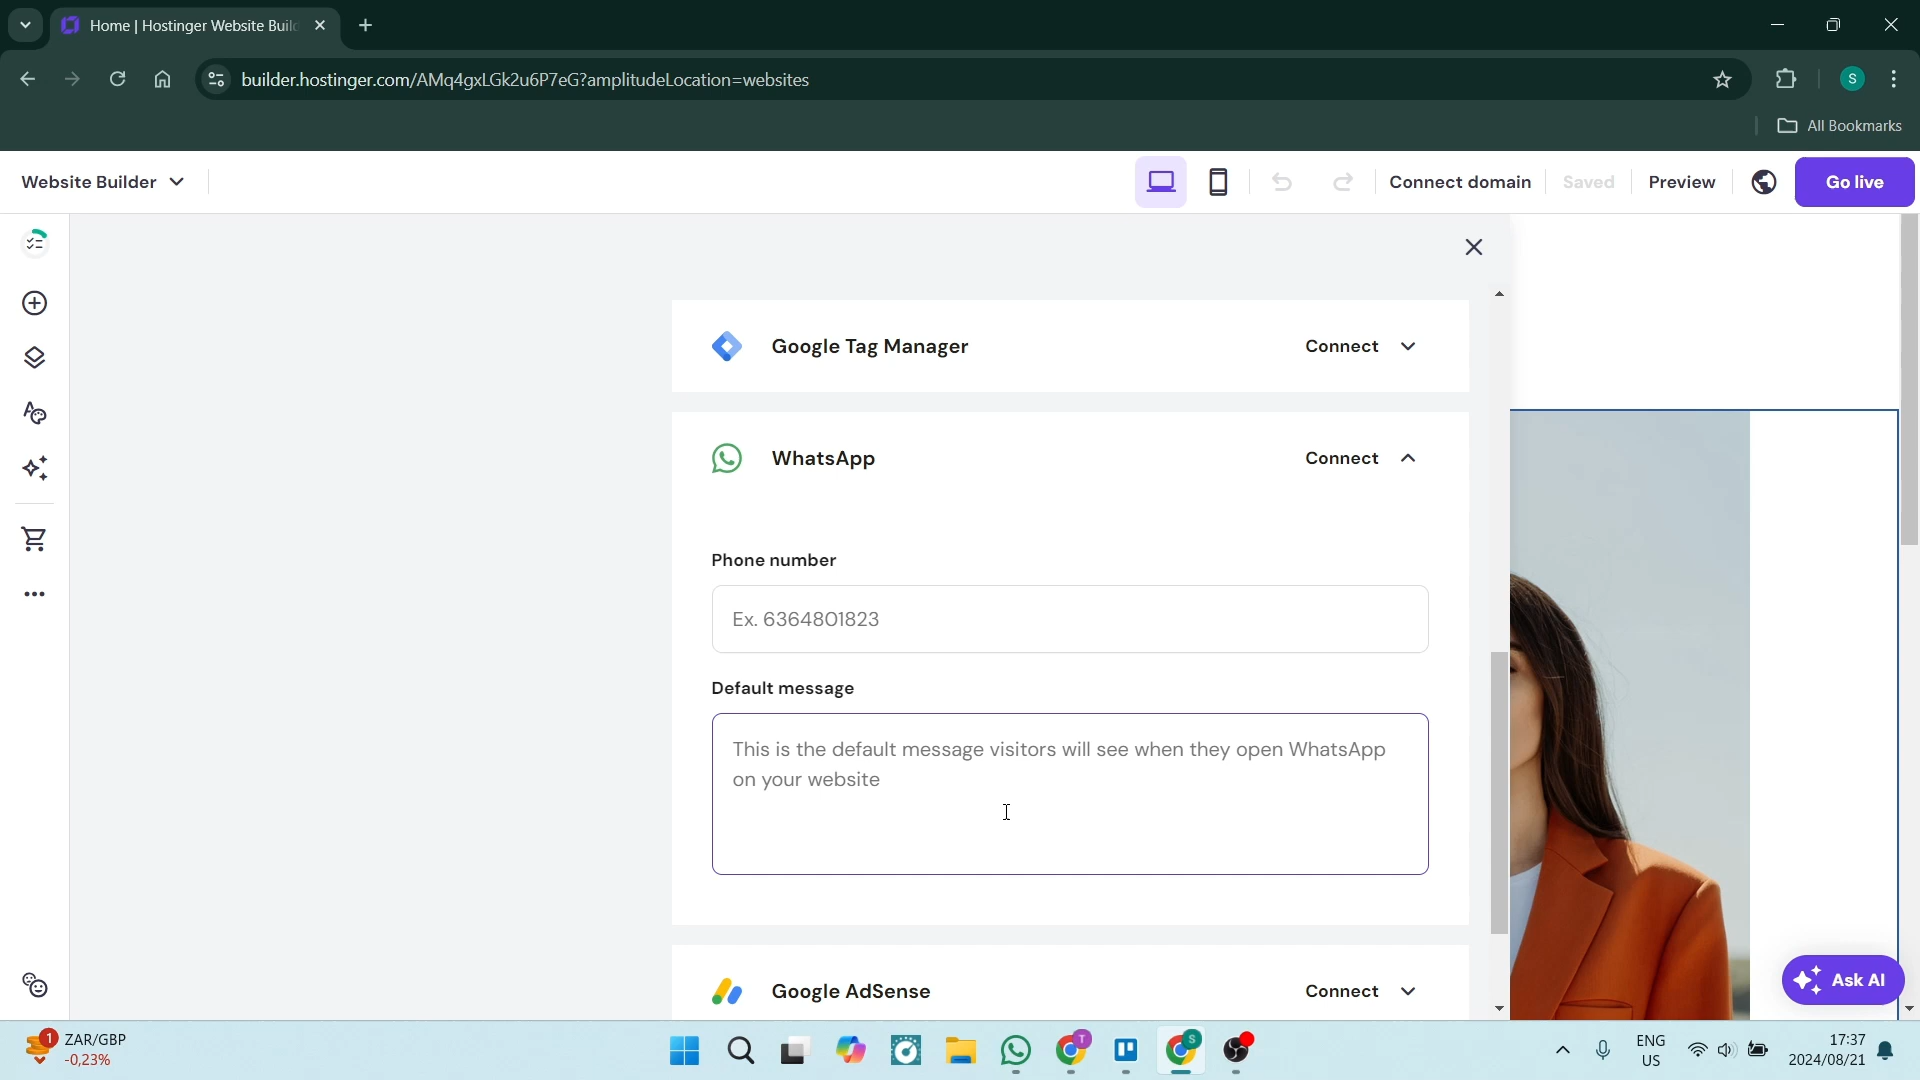 Home | Hostinger Website Buil
builder.hostinger.com/AMq4gxLGk2u6P7eG?amplitudeLocation=websites
S
All Bookmarks
Website Builder
Connect domain
Saved
Preview
Go live
Google Tag Manager
Connect
WhatsApp
Connect
Phone number
Ex. 6364801823
Default message
This is the default message visitors will see when they open WhatsApp
on your website
Google AdSense
Connect
Ask AI
1
ZAR/GBP
-0,23%
T
S
ENG
US
17:37
2024/08/21